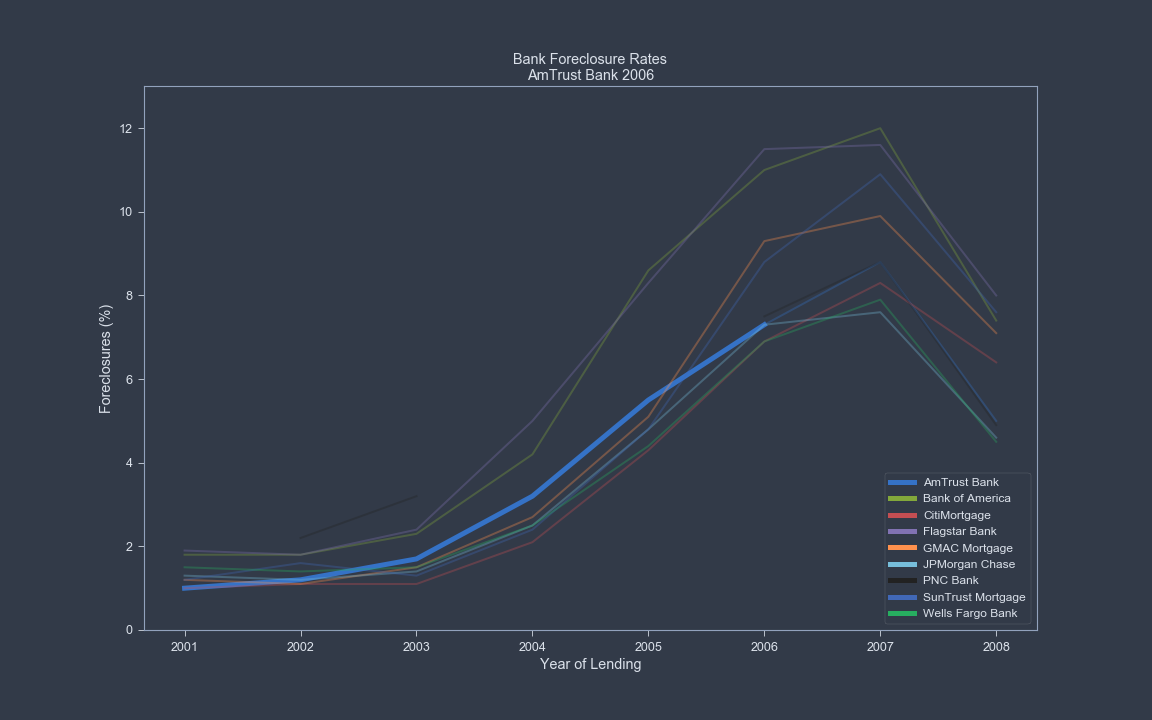 Bank Foreclosure Rates
AmTrust Bank 2006
12
10
8
6
4
2
0
Foreclosures (%)
2001 2002 2003 2004 2005 2006 2007 2008
Year of Lending
AmTrust Bank
Bank of America
CitiMortgage
Flagstar Bank
GMAC Mortgage
JPMorgan Chase
PNC Bank
SunTrust Mortgage
Wells Fargo Bank